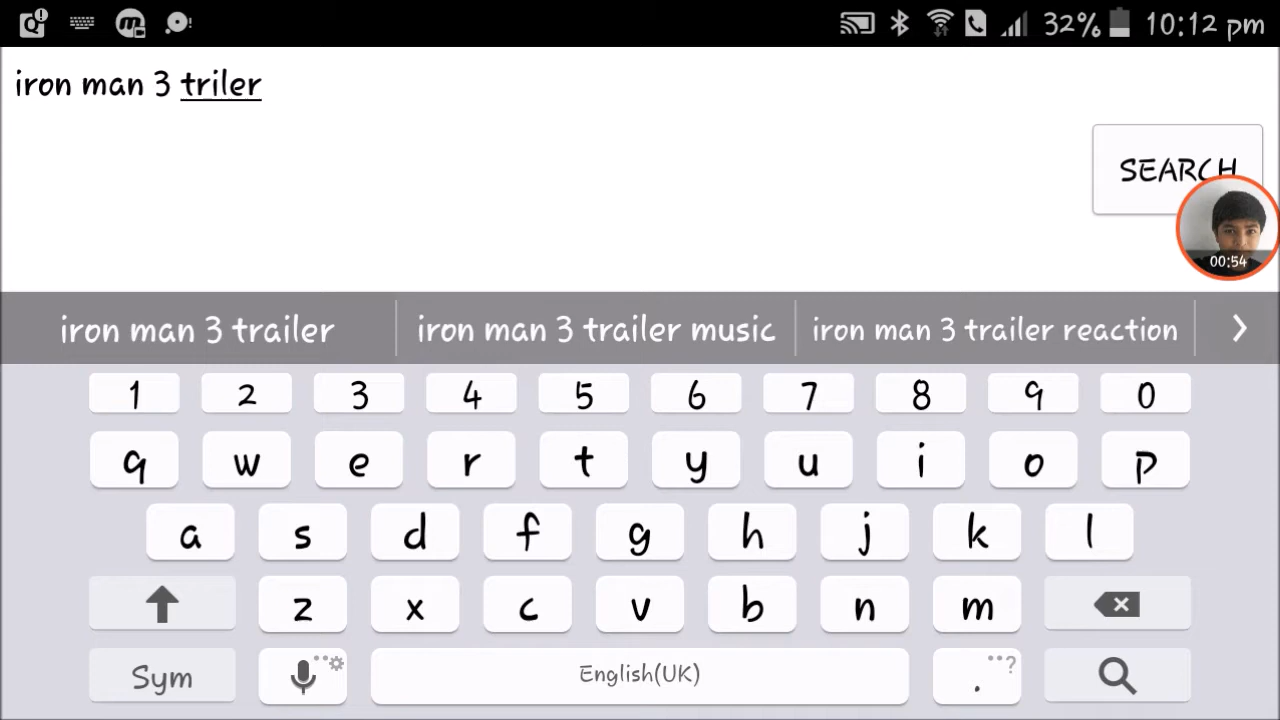 32% 10:12 pm
iron man 3 triler
SEARCH
00:54
iron man 3 trailer iron man 3 trailer music iron man 3 trailer reaction
1 2 3 4 5 6 7 8 9 0
q w e r t y u i o p
a s d f g h j k l
z x c v b n m
Sym English(UK) . ?